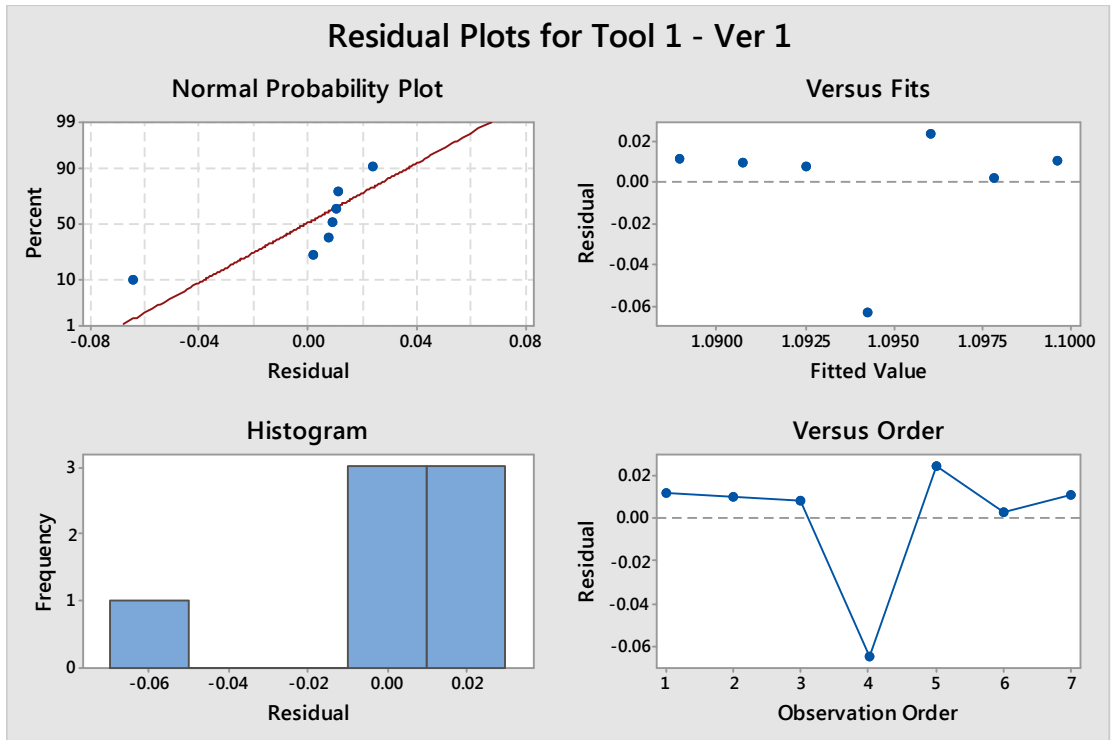 Residual Plots for Tool 1 - Ver 1
Normal Probability Plot
99
90
50
10
1
Percent
-0.08 -0.04 0.00 0.04 0.08
Residual
Versus Fits
0.02
0.00
-0.02
-0.04
-0.06
Residual
1.0900 1.0925 1.0950 1.0975 1.1000
Fitted Value
Histogram
3
2
1
0
Frequency
-0.06 -0.04 -0.02 0.00 0.02
Residual
Versus Order
0.02
0.00
-0.02
-0.04
-0.06
Residual
1 2 3 4 5 6 7
Observation Order